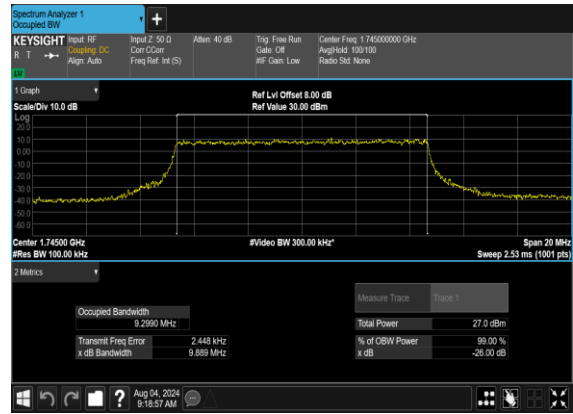 Spectrum Analyzer 1
Occupied BW
+
KEYSIGHT Input: RF Input Z: 50 Ω Atten: 40 dB Trig: Free Run Center Freq: 1.745000000 GHz
R T Coupling: DC Corr CCorr Gate: Off Avg|Hold: 100/100
Align: Auto Freq Ref: Int (S) #IF Gain: Low Radio Std: None
LW
1 Graph
Ref Lvl Offset 8.00 dB
Scale/Div 10.0 dB Ref Value 30.00 dBm
Log
20.0
10.0
0.00
-10.0
-20.0
-30.0
-40.0
-50.0
-60.0
Center 1.74500 GHz #Video BW 300.00 kHz* Span 20 MHz
#Res BW 100.00 kHz Sweep 2.53 ms (1001 pts)
2 Metrics
Measure Trace Trace 1
Occupied Bandwidth
9.2990 MHz Total Power 27.0 dBm
Transmit Freq Error 2.448 kHz % of OBW Power 99.00 %
x dB Bandwidth 9.889 MHz x dB -26.00 dB
? Aug 04, 2024
9:18:57 AM